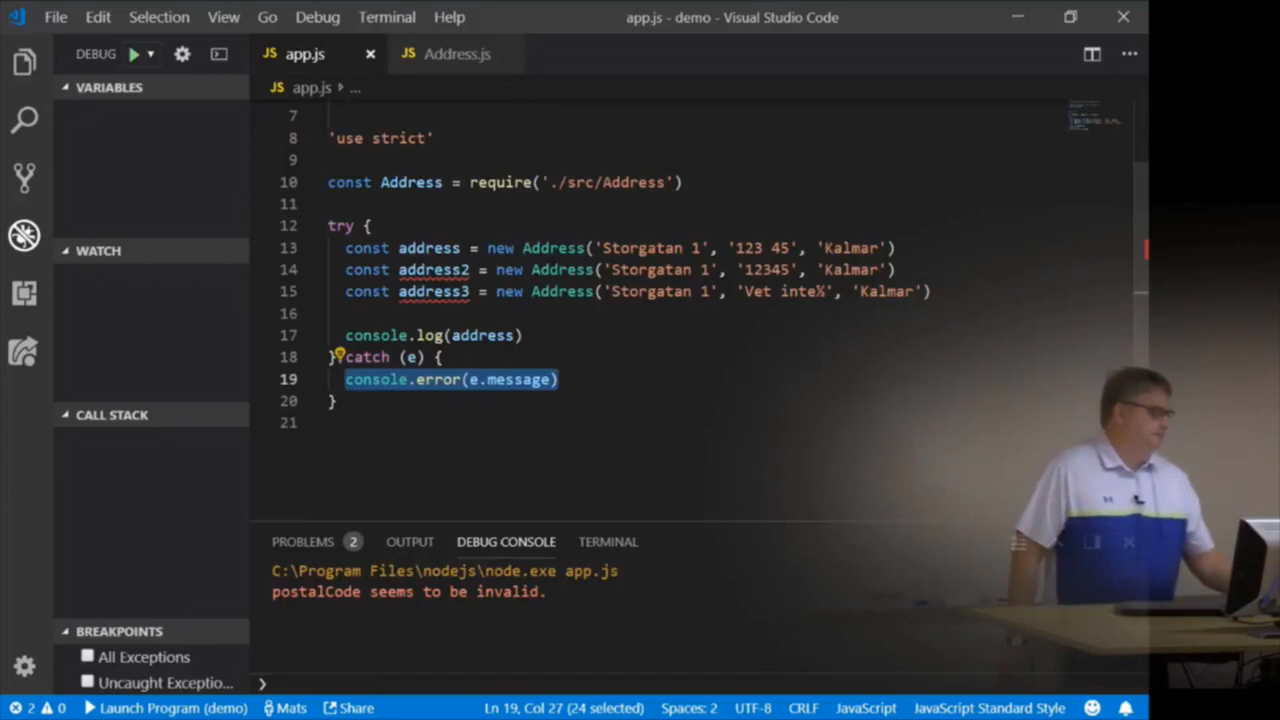 File Edit Selection View Go Debug Terminal Help app.js - demo - Visual Studio Code
DEBUG
JS app.js
JS Address.js
VARIABLES
JS app.js ...
WATCH
CALL STACK
BREAKPOINTS
All Exceptions
Uncaught Exceptio...
7
8 'use strict'
9
10 const Address = require('./src/Address')
11
12 try {
13 const address = new Address('Storgatan 1', '123 45', 'Kalmar')
14 const address2 = new Address('Storgatan 1', '12345', 'Kalmar')
15 const address3 = new Address('Storgatan 1', 'Vet inte%', 'Kalmar')
16
17 console.log(address)
18 } catch (e) {
19 console.error(e.message)
20 }
21
PROBLEMS 2 OUTPUT DEBUG CONSOLE TERMINAL
C:\Program Files\nodejs\node.exe app.js
postalCode seems to be invalid.
2 0 Launch Program (demo) Mats Share Ln 19, Col 27 (24 selected) Spaces: 2 UTF-8 CRLF JavaScript JavaScript Standard Style